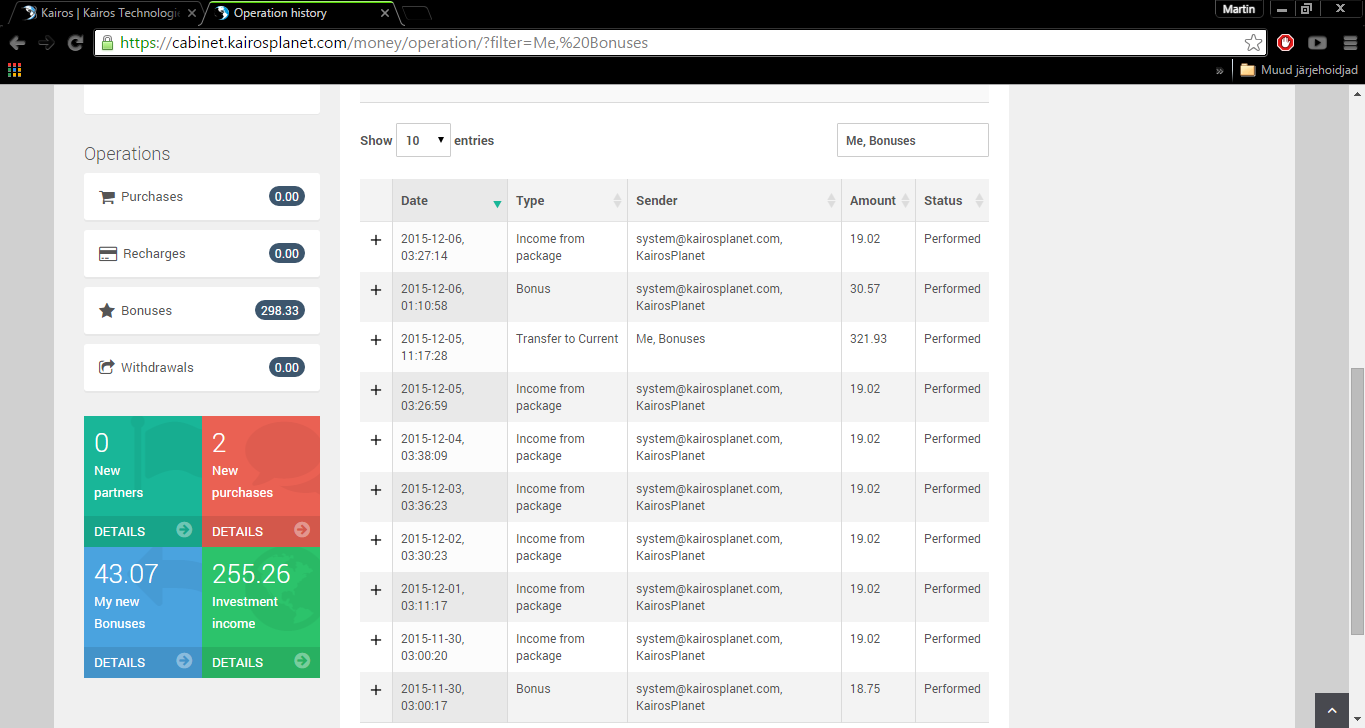 Kairos | Kairos Technologie
Operation history
Martin
https://cabinet.kairosplanet.com/money/operation/?filter=Me,%20Bonuses
» Muud järjehoidjad
Operations
Purchases 0.00
Recharges 0.00
Bonuses 298.33
Withdrawals 0.00
0
New
partners
DETAILS
2
New
purchases
DETAILS
43.07
My new
Bonuses
DETAILS
255.26
Investment
income
DETAILS
Show 10 entries
Me, Bonuses
Date Type Sender Amount Status
+ 2015-12-06, Income from system@kairosplanet.com, 19.02 Performed
03:27:14 package KairosPlanet
+ 2015-12-06, Bonus system@kairosplanet.com, 30.57 Performed
01:10:58 KairosPlanet
+ 2015-12-05, Transfer to Current Me, Bonuses 321.93 Performed
11:17:28
+ 2015-12-05, Income from system@kairosplanet.com, 19.02 Performed
03:26:59 package KairosPlanet
+ 2015-12-04, Income from system@kairosplanet.com, 19.02 Performed
03:38:09 package KairosPlanet
+ 2015-12-03, Income from system@kairosplanet.com, 19.02 Performed
03:36:23 package KairosPlanet
+ 2015-12-02, Income from system@kairosplanet.com, 19.02 Performed
03:30:23 package KairosPlanet
+ 2015-12-01, Income from system@kairosplanet.com, 19.02 Performed
03:11:17 package KairosPlanet
+ 2015-11-30, Income from system@kairosplanet.com, 19.02 Performed
03:00:20 package KairosPlanet
+ 2015-11-30, Bonus system@kairosplanet.com, 18.75 Performed
03:00:17 KairosPlanet